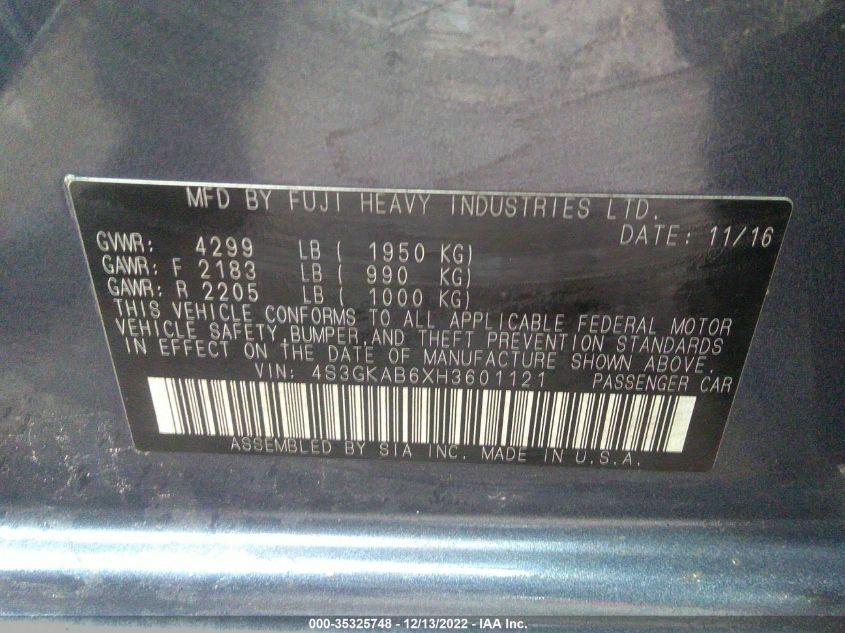 MFD BY FUJI HEAVY INDUSTRIES LTD.
DATE: 11/16
GVWR: 4299 LB ( 1950 KG)
GAWR: F 2183 LB ( 990 KG)
GAWR: R 2205 LB ( 1000 KG)
THIS VEHICLE CONFORMS TO ALL APPLICABLE FEDERAL MOTOR
VEHICLE SAFETY,BUMPER,AND THEFT PREVENTION STANDARDS
IN EFFECT ON THE DATE OF MANUFACTURE SHOWN ABOVE.
VIN: 4S3GKAB6XH3601121 PASSENGER CAR
ASSEMBLED BY SIA INC. MADE IN U.S.A.
000-35325748 - 12/13/2022 - IAA Inc.